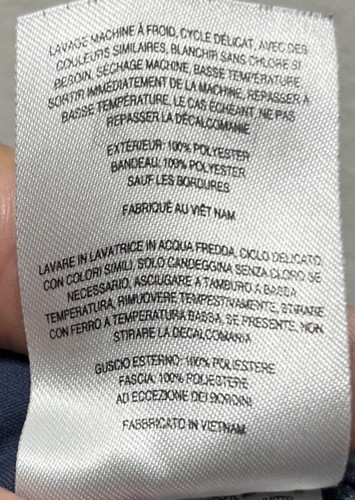 LAVAGE MACHINE À FROID, CYCLE DÉLICAT, AVEC DES
COULEURS SIMILAIRES, BLANCHIR SANS CHLORE SI
BESOIN, SÉCHAGE MACHINE, BASSE TEMPÉRATURE,
SORTIR IMMÉDIATEMENT DE LA MACHINE, REPASSER À
BASSE TEMPÉRATURE, LE CAS ÉCHÉANT, NE PAS
REPASSER LA DÉCALCOMANIE
EXTÉRIEUR: 100% POLYESTER
BANDEAU: 100% POLYESTER
SAUF LES BORDURES
FABRIQUÉ AU VIÊT NAM
LAVARE IN LAVATRICE IN ACQUA FREDDA, CICLO DELICATO
CON COLORI SIMILI, SOLO CANDEGGINA SENZA CLORO SE
NECESSARIO, ASCIUGARE A TAMBURO A BASSA
TEMPERATURA, RIMUOVERE TEMPESTIVAMENTE, STIRARE
CON FERRO A TEMPERATURA BASSA, SE PRESENTE, NON
STIRARE LA DECALCOMANIA
GUSCIO ESTERNO: 100% POLIESTERE
FASCIA: 100% POLIESTERE
AD ECCEZIONE DEI BORDINI
FABBRICATO IN VIETNAM